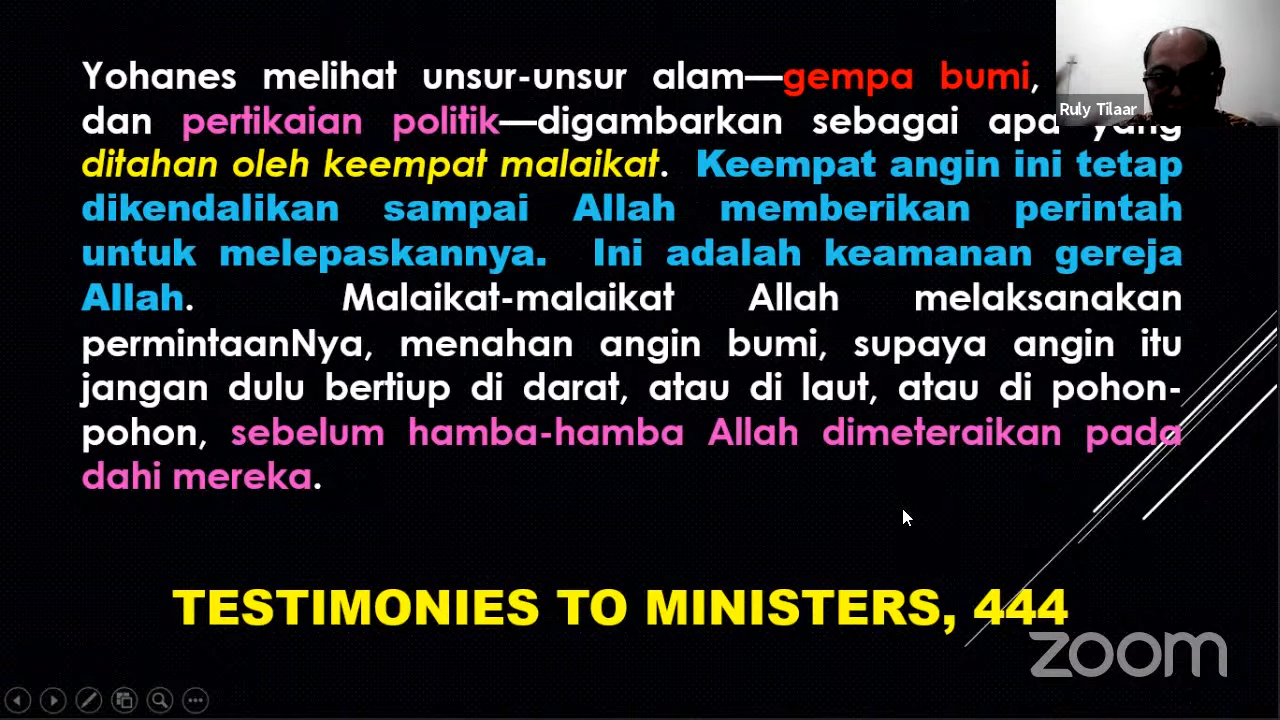 Yohanes melihat unsur-unsur alam—gempa bumi,
Ruly Tilaar
dan pertikaian politik—digambarkan sebagai apa yang
ditahan oleh keempat malaikat. Keempat angin ini tetap
dikendalikan sampai Allah memberikan perintah
untuk melepaskannya. Ini adalah keamanan gereja
Allah. Malaikat-malaikat Allah melaksanakan
permintaanNya, menahan angin bumi, supaya angin itu
jangan dulu bertiup di darat, atau di laut, atau di pohon-
pohon, sebelum hamba-hamba Allah dimeteraikan pada
dahi mereka.
TESTIMONIES TO MINISTERS, 444
zoom